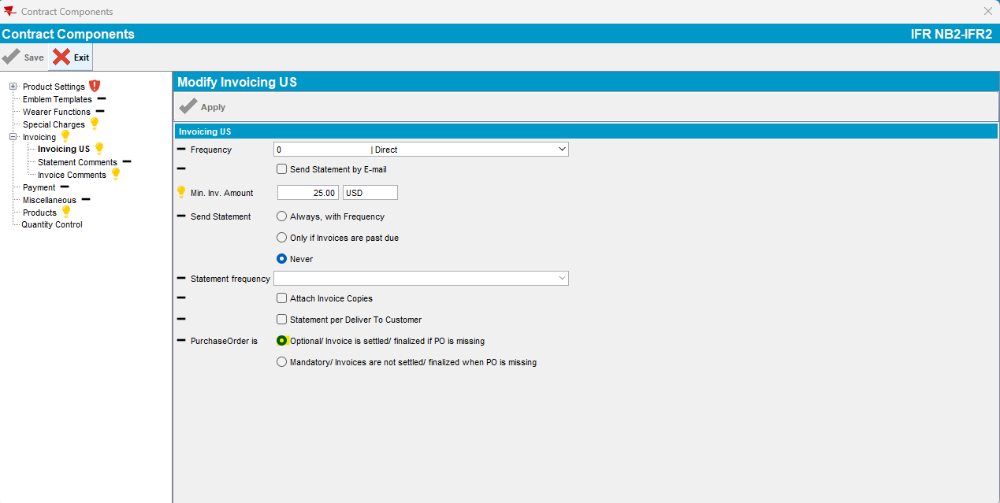 Contract Components
Contract Components
IFR NB2-IFR2
Save
Exit
Product Settings
Emblem Templates
Wearer Functions
Special Charges
Invoicing
Invoicing US
Statement Comments
Invoice Comments
Payment
Miscellaneous
Products
Quantity Control
Modify Invoicing US
Apply
Invoicing US
Frequency 0 | Direct
Send Statement by E-mail
Min. Inv. Amount 25.00 USD
Send Statement Always, with Frequency
Only if Invoices are past due
Never
Statement frequency
Attach Invoice Copies
Statement per Deliver To Customer
PurchaseOrder is Optional/ Invoice is settled/ finalized if PO is missing
Mandatory/ Invoices are not settled/ finalized when PO is missing